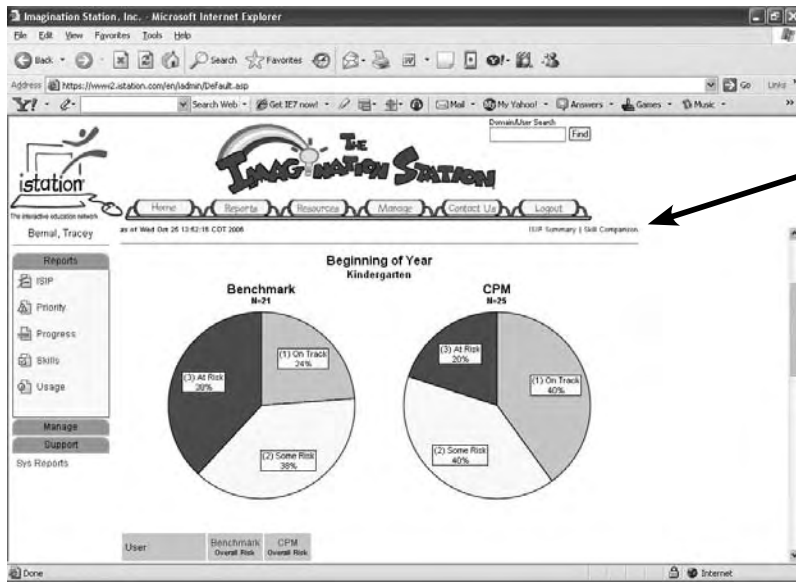 Imagination Station, Inc. - Microsoft Internet Explorer
File Edit View Favorites Tools Help
Back Search Favorites
Address https://www2.istation.com/en/iadmin/Default.asp Go Links
Y! Search Web Get IE7 now! Mail My Yahoo! Answers Games Music
Domain/User Search
Find
THE
IMAGINATION STATION
istation
The interactive education network
Home Reports Resources Manage Contact Us Logout
Bernal, Tracey
as of Wed Oct 25 13:52:15 CDT 2006 ISIP Summary | Skill Comparison
Reports
ISIP
Priority
Progress
Skills
Usage
Manage
Support
Sys Reports
Beginning of Year
Kindergarten
Benchmark
N=21
(1) On Track
24%
(3) At Risk
38%
(2) Some Risk
38%
CPM
N=25
(3) At Risk
20%
(1) On Track
40%
(2) Some Risk
40%
User
Benchmark
Overall Risk
CPM
Overall Risk
Done Internet